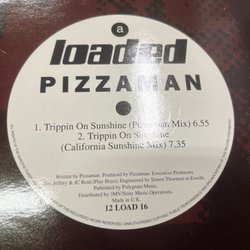 a
loaded
PIZZAMAN
1. Trippin On Sunshine (Pizzaman Mix) 6.55
2. Trippin On Sunshine
(California Sunshine Mix) 7.35
Written by Pizzaman. Produced by Pizzaman. Executive Producers
Jeffery & JC Reid (Play Boys) Engineered by Simon Thornton at
Published by Polygram Music.
Distributed by 3MV/Sony Music Operations.
Made in U.K.
12 LOAD 16